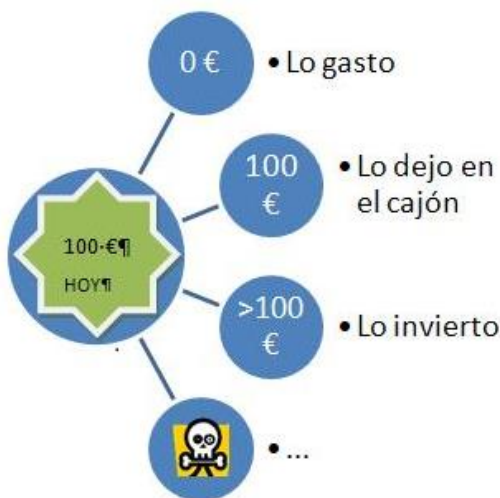 0 €
• Lo gasto
100
€
• Lo dejo en
el cajón
100·€¶
HOY¶
>100
€
• Lo invierto
• ...